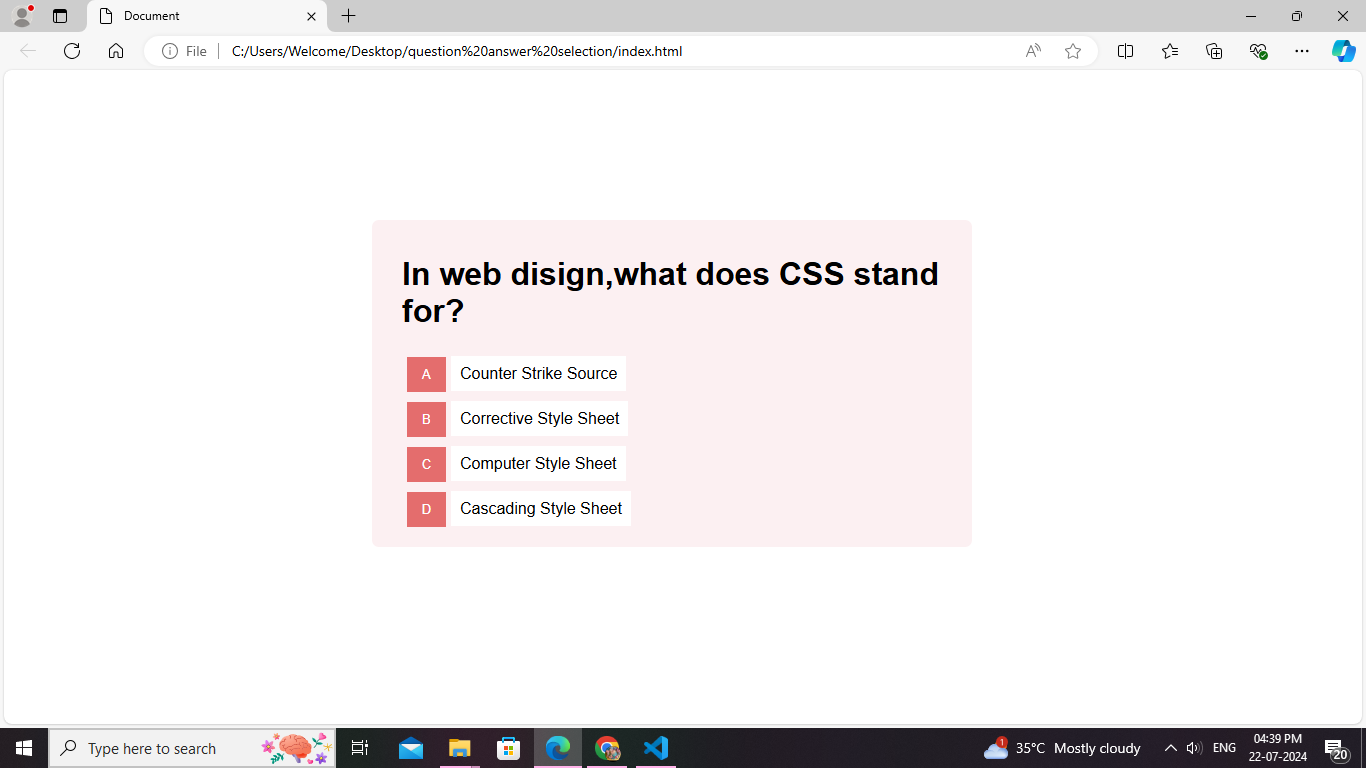 Document
File
C:/Users/Welcome/Desktop/question%20answer%20selection/index.html
In web disign,what does CSS stand
for?
A Counter Strike Source
B Corrective Style Sheet
C Computer Style Sheet
D Cascading Style Sheet
Type here to search
1
35°C Mostly cloudy
ENG
04:39 PM
22-07-2024
20